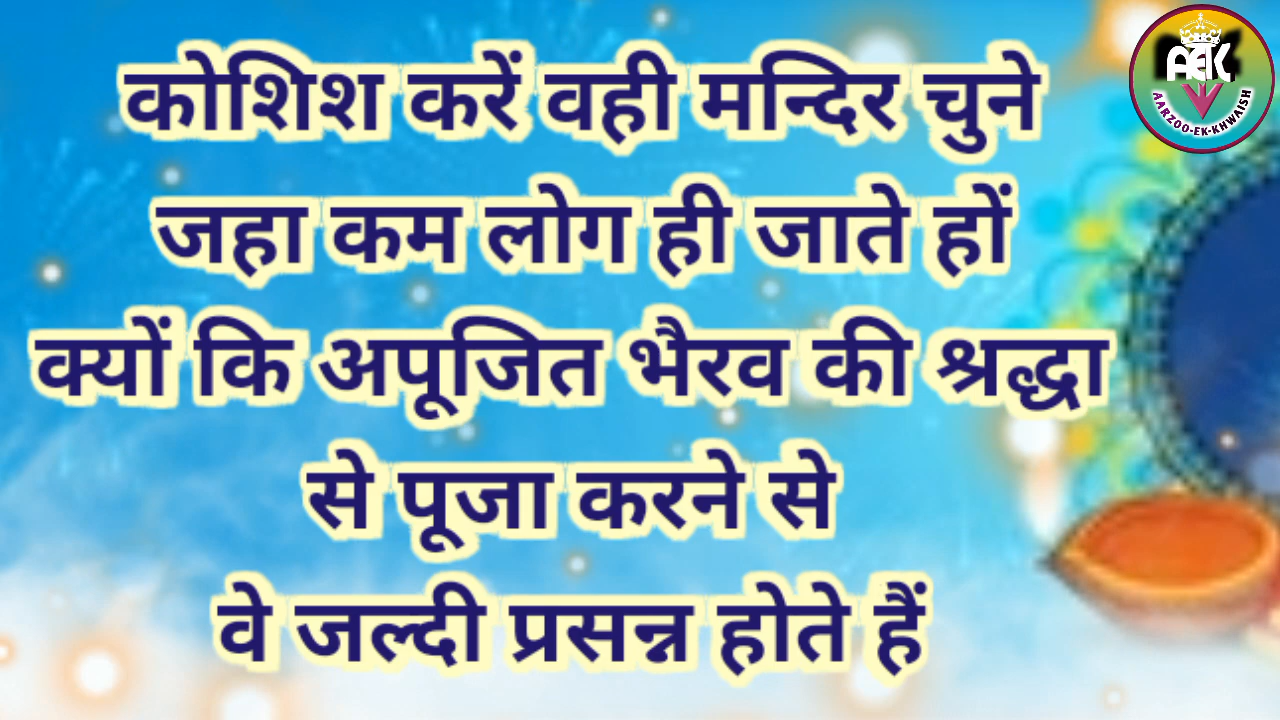 कोशिश करें वही मन्दिर चुने
जहा कम लोग ही जाते हों
क्यों कि अपूजित भैरव की श्रद्धा
से पूजा करने से
वे जल्दी प्रसन्न होते हैं
AEK
AARZOO-EK-KHWAISH